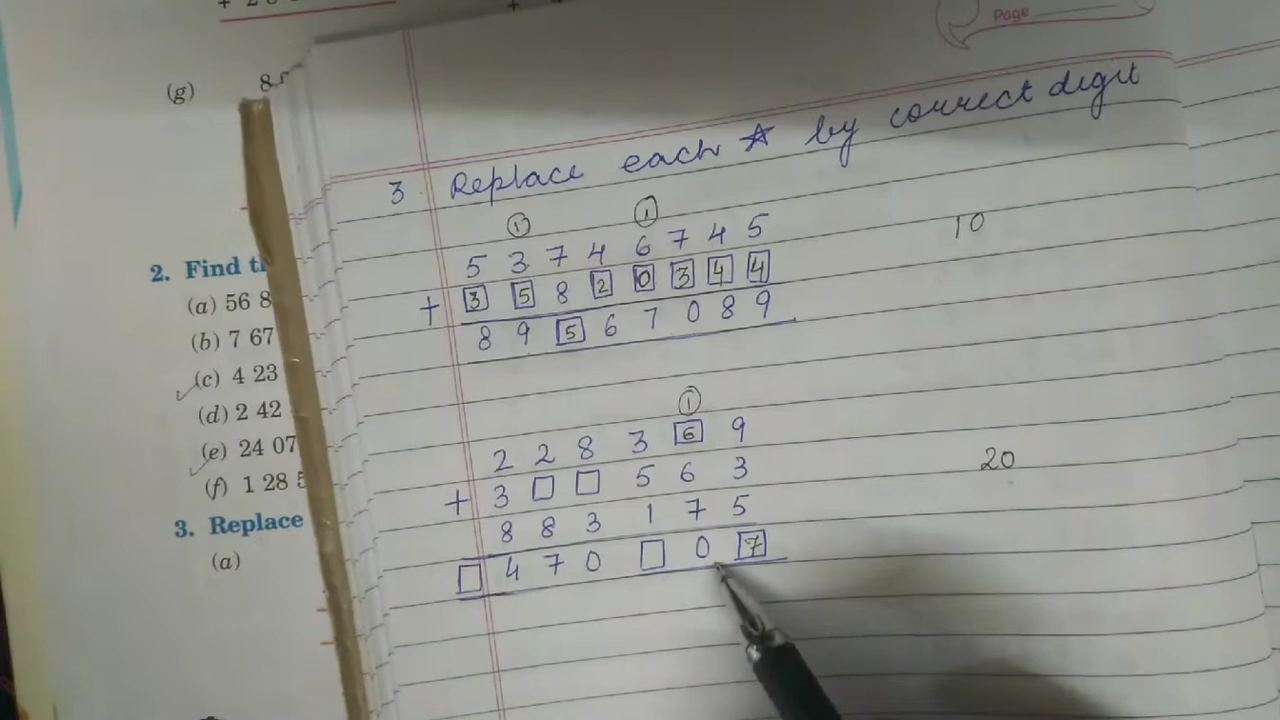 Page
(g) 8
3. Replace each ☆ by correct digit
① ①
5 3 7 4 6 7 4 5
+ 3 5 8 2 0 3 4 4
8 9 5 6 7 0 8 9
10
①
2 2 8 3 6 9
+ 3 □ □ 5 6 3
8 8 3 1 7 5
□ 4 7 0 □ 0 7
20
2. Find
(a) 56 8
(b) 7 67
(c) 4 23
(d) 2 42
(e) 24 07
(f) 1 28
3. Replace
(a)